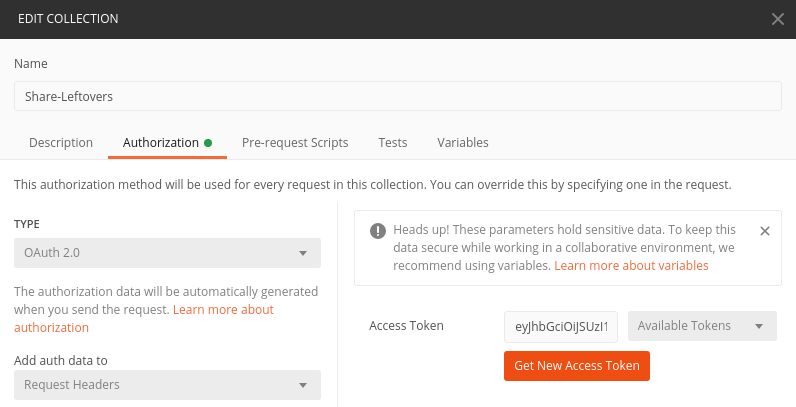 EDIT COLLECTION
Name
Share-Leftovers
Description Authorization Pre-request Scripts Tests Variables
This authorization method will be used for every request in this collection. You can override this by specifying one in the request.
TYPE
OAuth 2.0
The authorization data will be automatically generated
when you send the request. Learn more about
authorization
Add auth data to
Request Headers
Heads up! These parameters hold sensitive data. To keep this
data secure while working in a collaborative environment, we
recommend using variables. Learn more about variables
Access Token eyJhbGciOiJSUzI1 Available Tokens
Get New Access Token